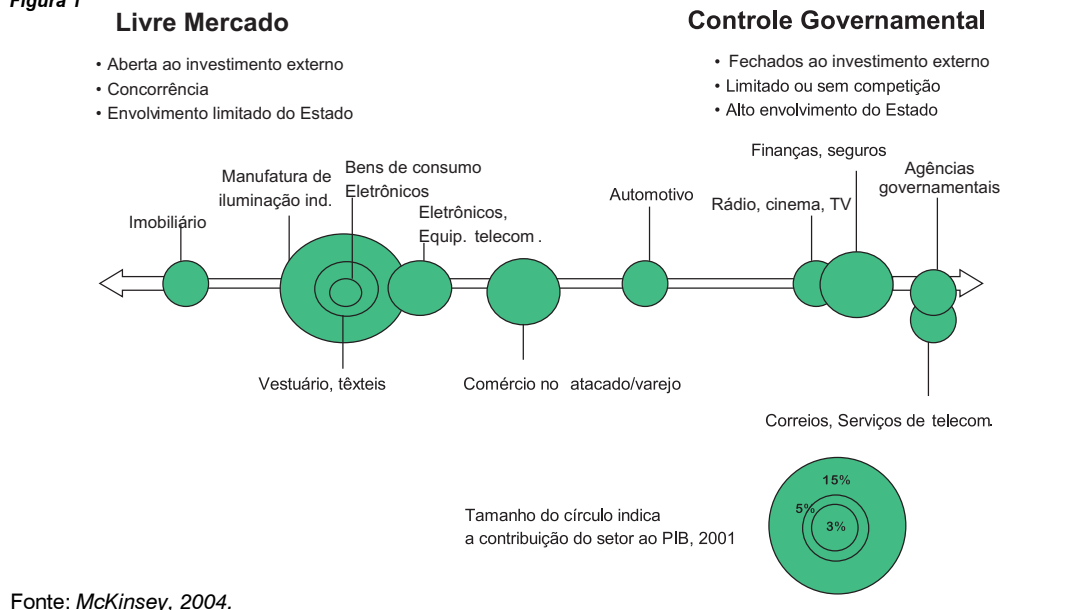 Figura 1
Livre Mercado
• Aberta ao investimento externo
• Concorrência
• Envolvimento limitado do Estado
Controle Governamental
• Fechados ao investimento externo
• Limitado ou sem competição
• Alto envolvimento do Estado
Imobiliário
Manufatura de
iluminação ind.
Bens de consumo
Eletrônicos
Eletrônicos,
Equip. telecom.
Automotivo
Rádio, cinema, TV
Finanças, seguros
Agências
governamentais
Vestuário, têxteis
Comércio no atacado/varejo
Correios, Serviços de telecom.
Tamanho do círculo indica
a contribuição do setor ao PIB, 2001
15%
5%
3%
Fonte: McKinsey, 2004.